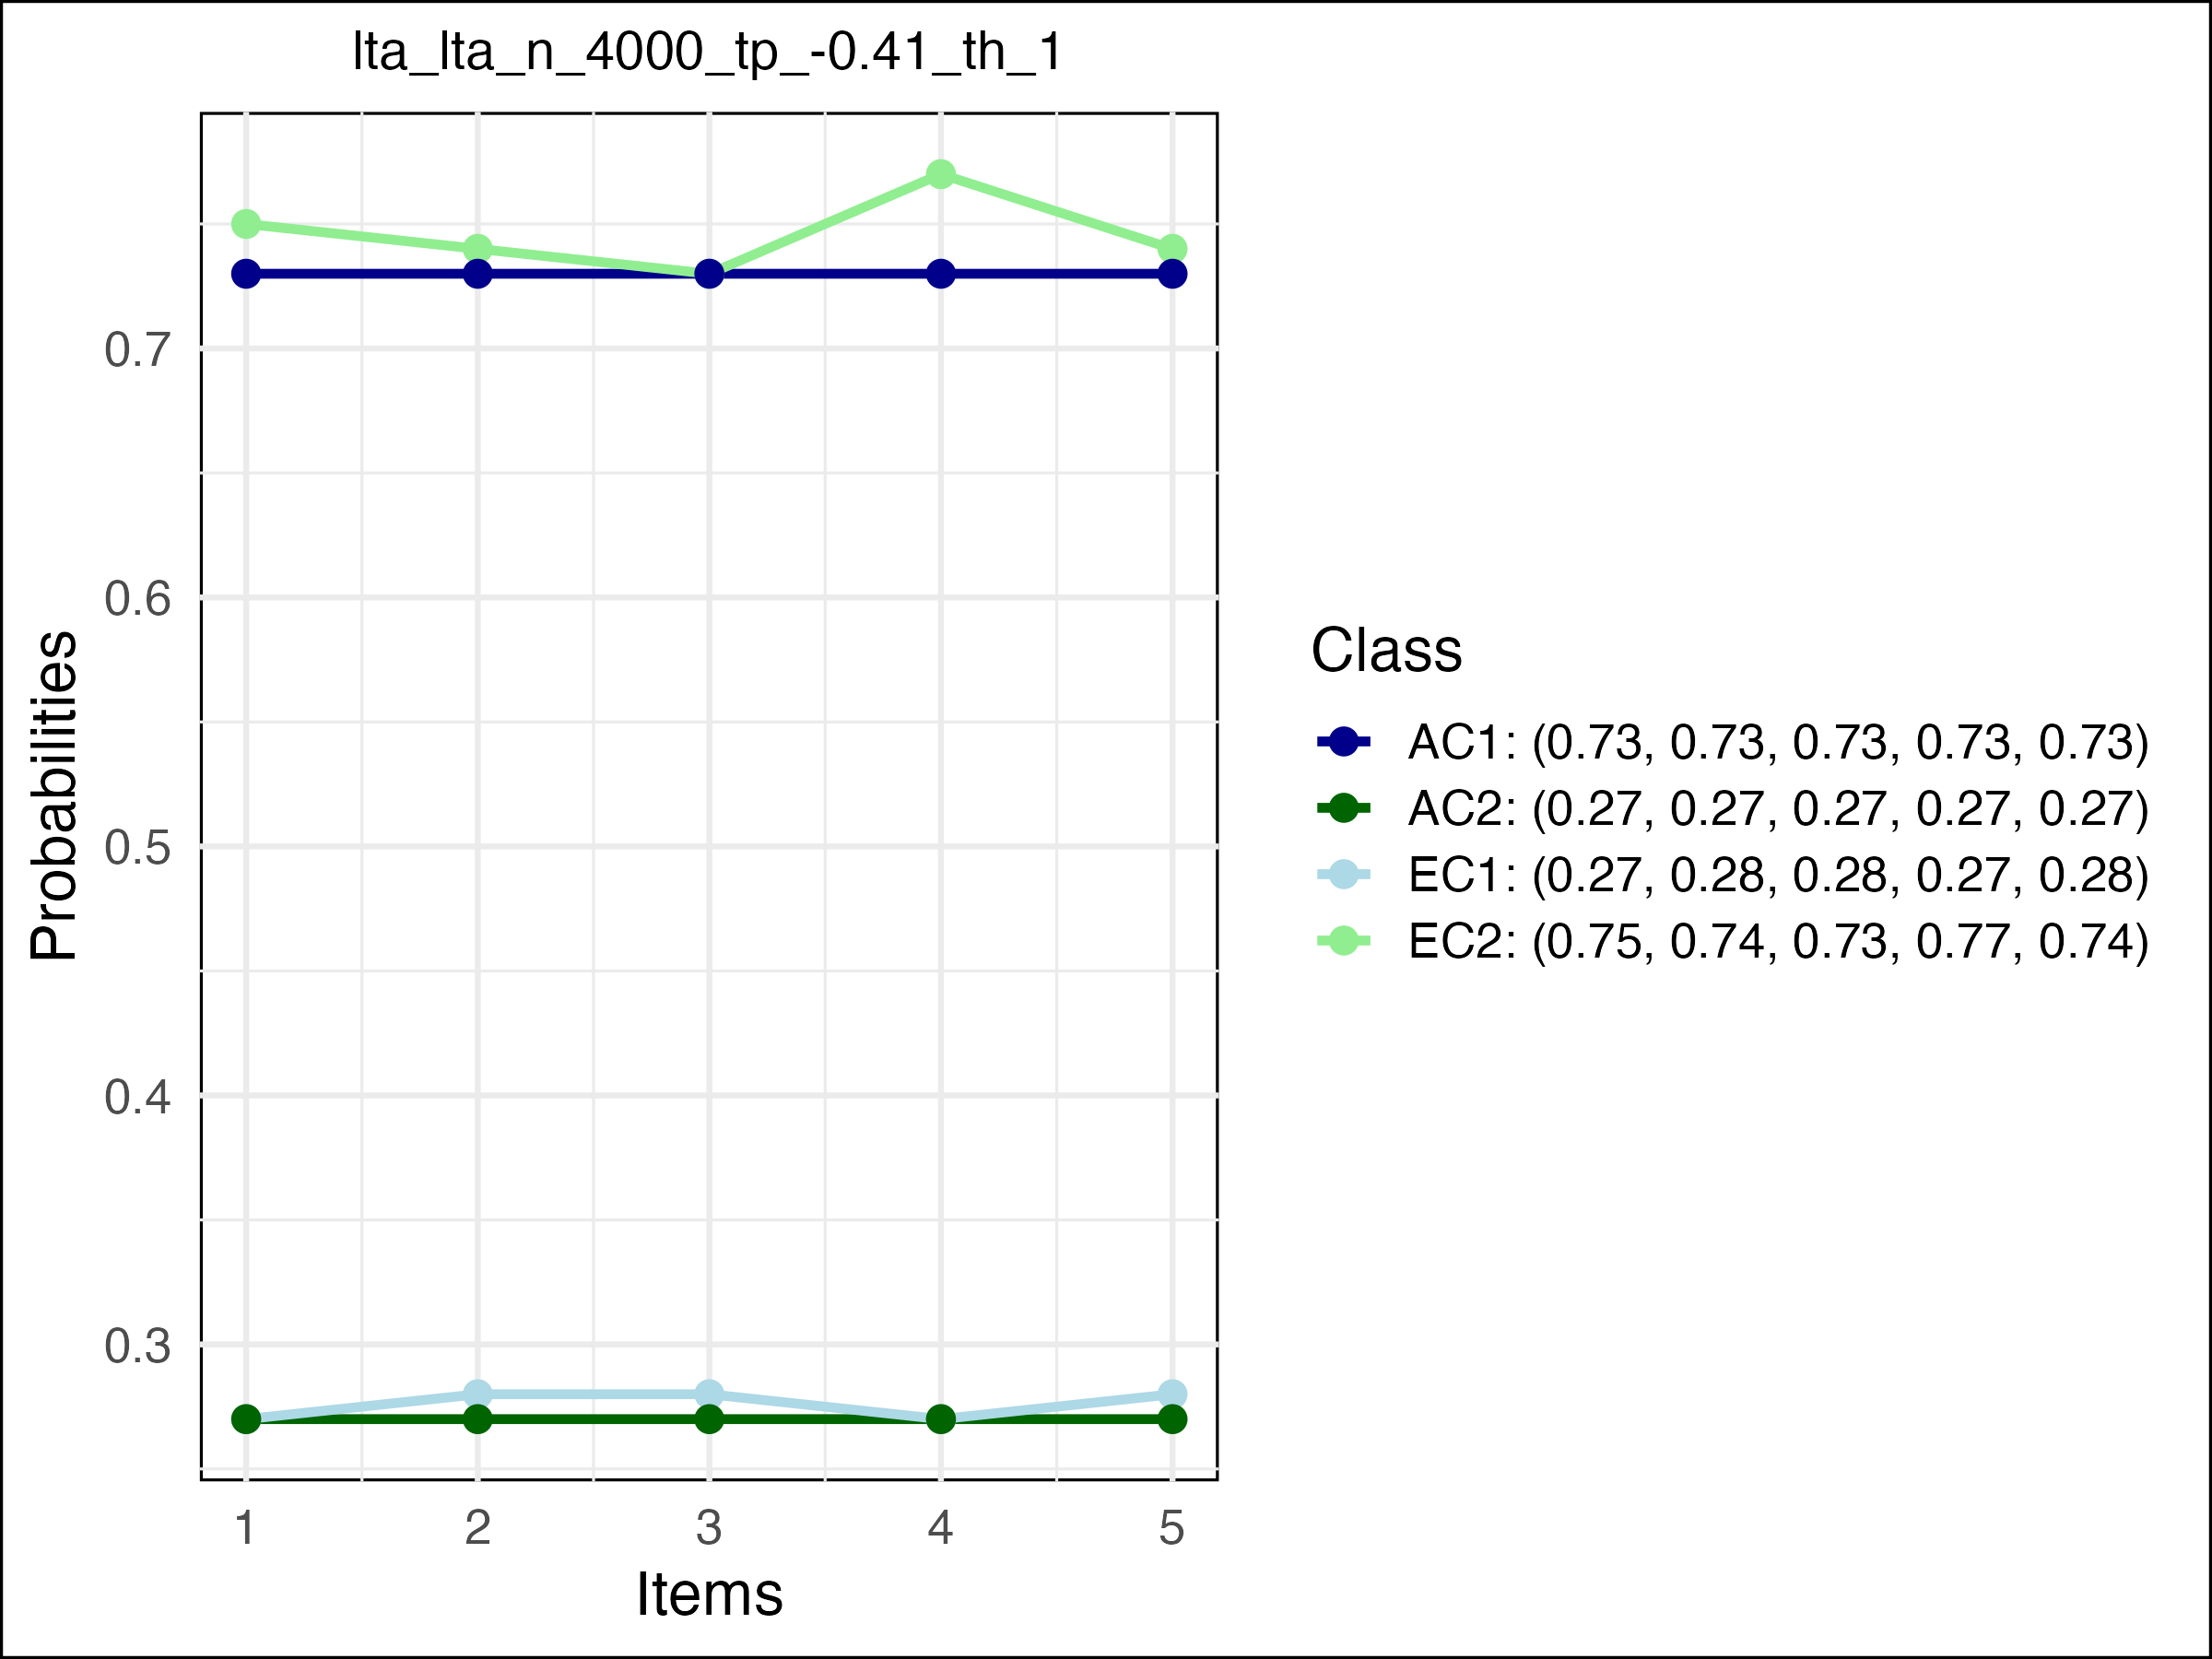 lta_lta_n_4000_tp_-0.41_th_1
Probabilities
0.7
0.6
0.5
0.4
0.3
1 2 3 4 5
Items
Class
AC1: (0.73, 0.73, 0.73, 0.73, 0.73)
AC2: (0.27, 0.27, 0.27, 0.27, 0.27)
EC1: (0.27, 0.28, 0.28, 0.27, 0.28)
EC2: (0.75, 0.74, 0.73, 0.77, 0.74)